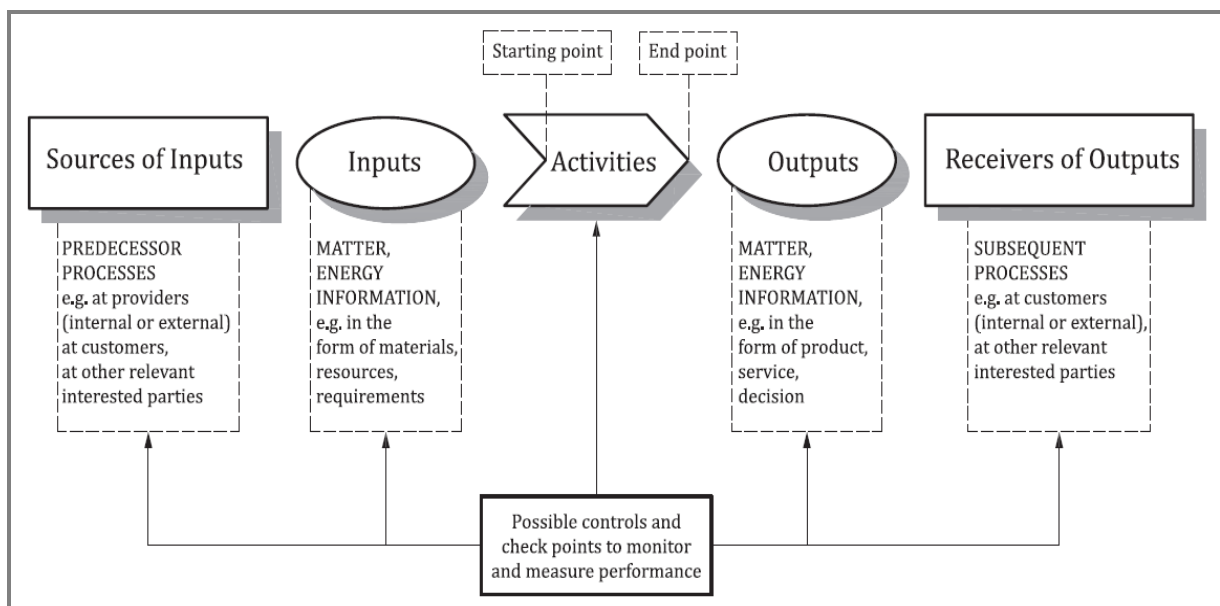 Starting point
End point
Sources of Inputs
Inputs
Activities
Outputs
Receivers of Outputs
PREDECESSOR
PROCESSES
e.g. at providers
(internal or external)
at customers,
at other relevant
interested parties
MATTER,
ENERGY
INFORMATION,
e.g. in the
form of materials,
resources,
requirements
MATTER,
ENERGY
INFORMATION,
e.g. in the
form of product,
service,
decision
SUBSEQUENT
PROCESSES
e.g. at customers
(internal or external),
at other relevant
interested parties
Possible controls and
check points to monitor
and measure performance